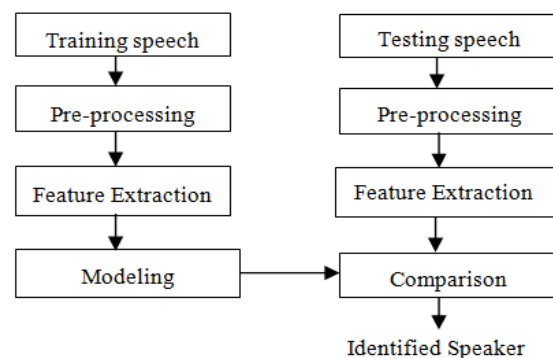 Training speech
Pre-processing
Feature Extraction
Modeling
Testing speech
Pre-processing
Feature Extraction
Comparison
Identified Speaker